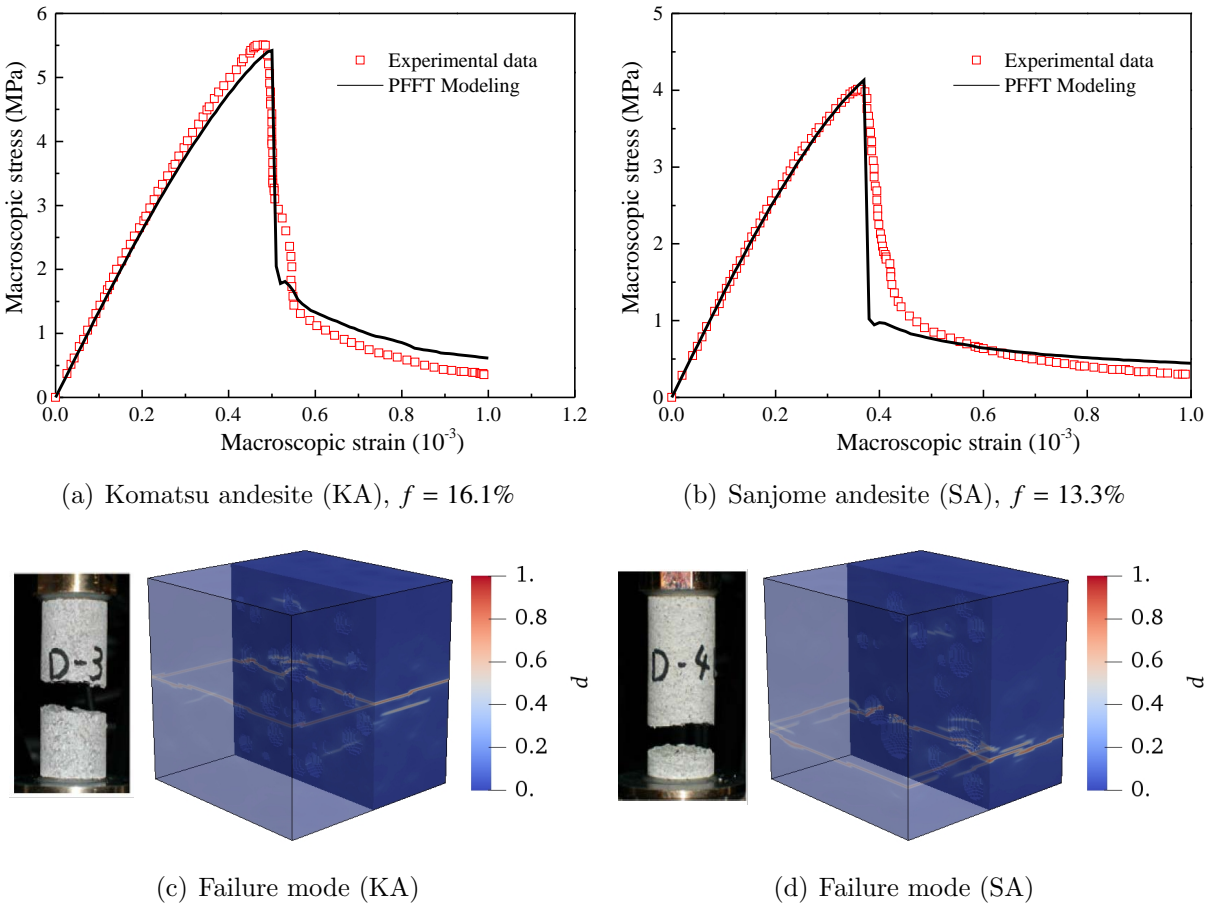 6
5
4
3
2
1
0
0.0 0.2 0.4 0.6 0.8 1.0 1.2
Macroscopic stress (MPa)
Macroscopic strain (10-3)
Experimental data
PFFT Modeling
(a) Komatsu andesite (KA), f = 16.1%
5
4
3
2
1
0
0.0 0.2 0.4 0.6 0.8 1.0
Macroscopic stress (MPa)
Macroscopic strain (10-3)
Experimental data
PFFT Modeling
(b) Sanjome andesite (SA), f = 13.3%
D-3
1.
0.8
0.6
0.4
0.2
0.
d
(c) Failure mode (KA)
D-4
1.
0.8
0.6
0.4
0.2
0.
d
(d) Failure mode (SA)